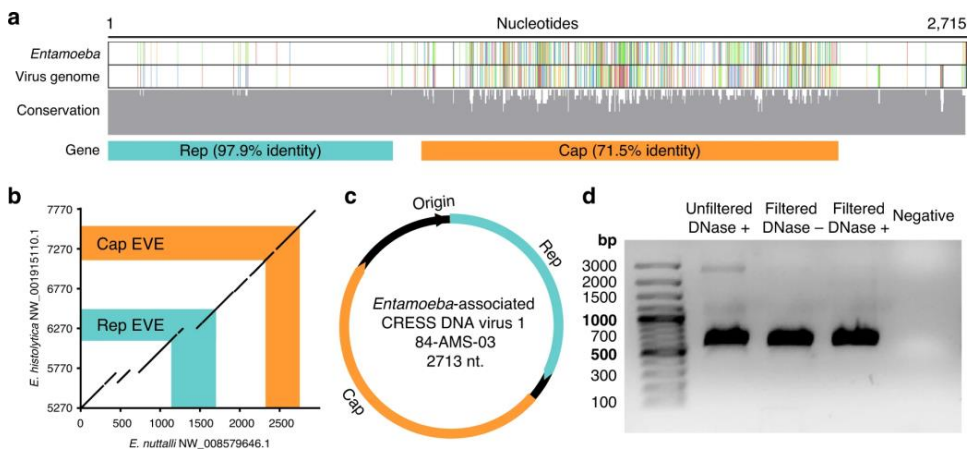 a
1 Nucleotides 2,715
Entamoeba
Virus genome
Conservation
Gene Rep (97.9% identity) Cap (71.5% identity)
b
7770
7270
6770
6270
5770
5270
Cap EVE
Rep EVE
0 500 1000 1500 2000 2500
E. histolytica NW_001915110.1
E. nuttalli NW_008579646.1
c
Origin
Rep
Cap
Entamoeba-associated
CRESS DNA virus 1
84-AMS-03
2713 nt.
d
Unfiltered Filtered Filtered Negative
DNase + DNase – DNase +
bp
3000
2000
1500
1000
700
500
300
100